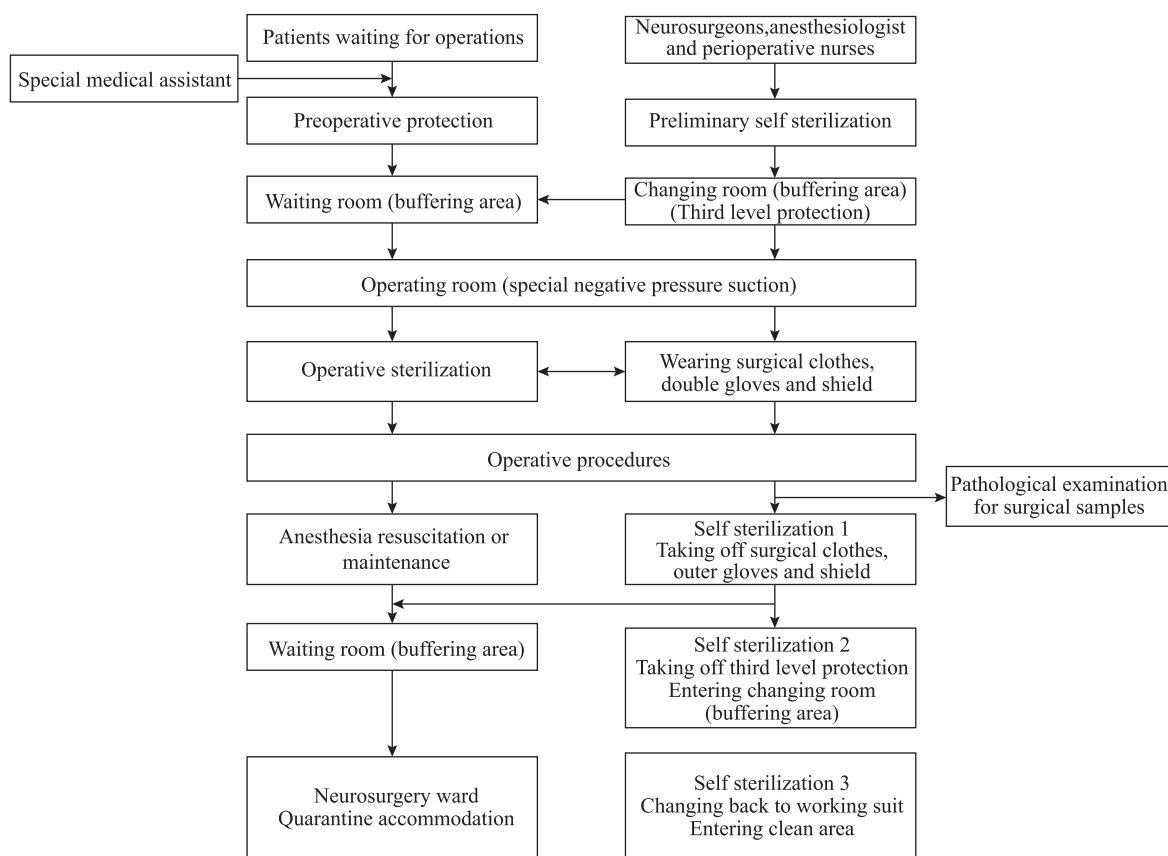 Patients waiting for operations
Neurosurgeons,anesthesiologist
and perioperative nurses
Special medical assistant
Preoperative protection
Preliminary self sterilization
Waiting room (buffering area)
Changing room (buffering area)
(Third level protection)
Operating room (special negative pressure suction)
Operative sterilization
Wearing surgical clothes,
double gloves and shield
Operative procedures
Pathological examination
for surgical samples
Anesthesia resuscitation or
maintenance
Self sterilization 1
Taking off surgical clothes,
outer gloves and shield
Waiting room (buffering area)
Self sterilization 2
Taking off third level protection
Entering changing room
(buffering area)
Neurosurgery ward
Quarantine accommodation
Self sterilization 3
Changing back to working suit
Entering clean area